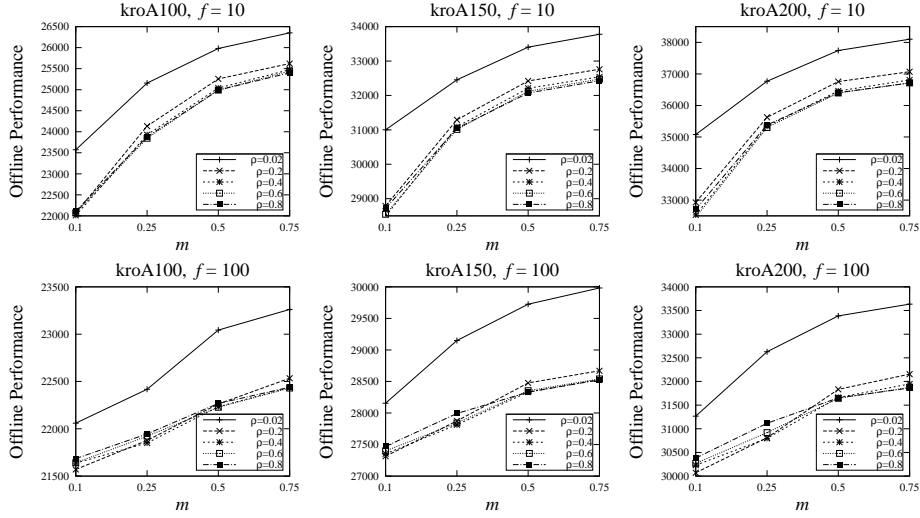 kroA100, f = 10
Offline Performance
26500
26000
25500
25000
24500
24000
23500
23000
22500
22000
0.1 0.25 0.5 0.75
m
ρ=0.02
ρ=0.2
ρ=0.4
ρ=0.6
ρ=0.8
kroA150, f = 10
Offline Performance
34000
33000
32000
31000
30000
29000
0.1 0.25 0.5 0.75
m
ρ=0.02
ρ=0.2
ρ=0.4
ρ=0.6
ρ=0.8
kroA200, f = 10
Offline Performance
38000
37000
36000
35000
34000
33000
0.1 0.25 0.5 0.75
m
ρ=0.02
ρ=0.2
ρ=0.4
ρ=0.6
ρ=0.8
kroA100, f = 100
Offline Performance
23500
23000
22500
22000
21500
0.1 0.25 0.5 0.75
m
ρ=0.02
ρ=0.2
ρ=0.4
ρ=0.6
ρ=0.8
kroA150, f = 100
Offline Performance
30000
29500
29000
28500
28000
27500
27000
0.1 0.25 0.5 0.75
m
ρ=0.02
ρ=0.2
ρ=0.4
ρ=0.6
ρ=0.8
kroA200, f = 100
Offline Performance
34000
33500
33000
32500
32000
31500
31000
30500
30000
0.1 0.25 0.5 0.75
m
ρ=0.02
ρ=0.2
ρ=0.4
ρ=0.6
ρ=0.8